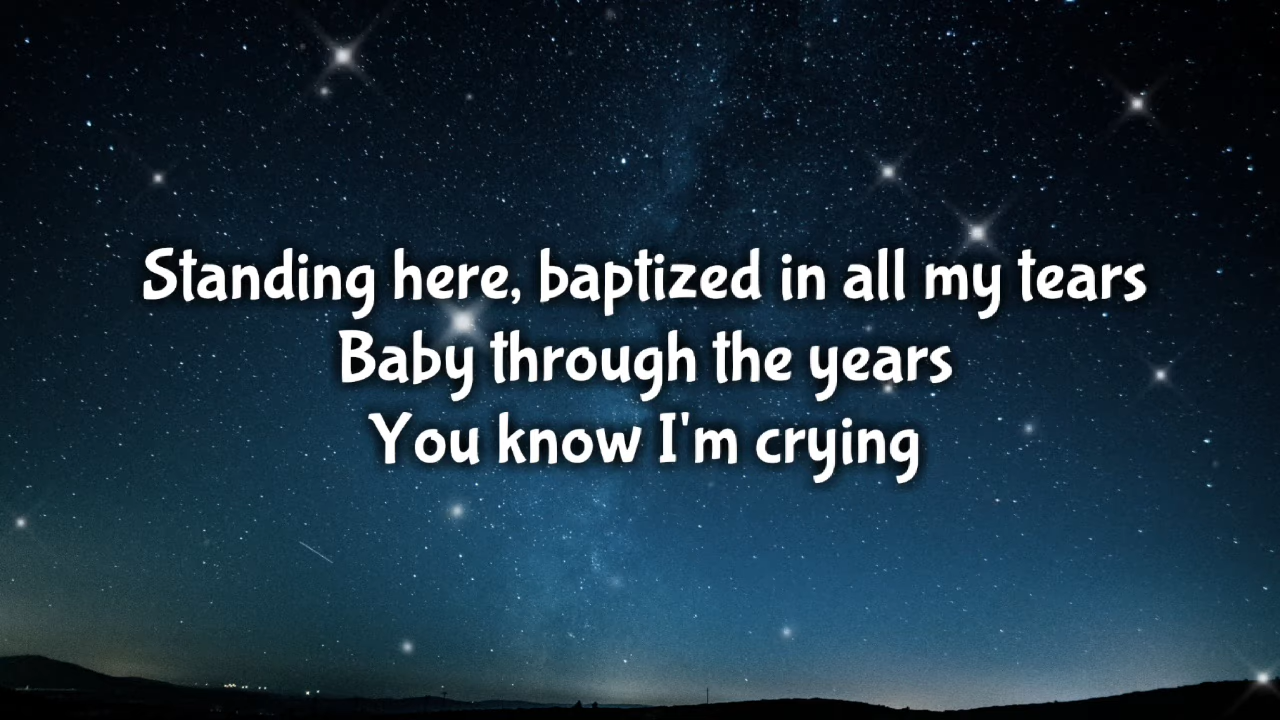 Standing here, baptized in all my tears
Baby through the years
You know I'm crying